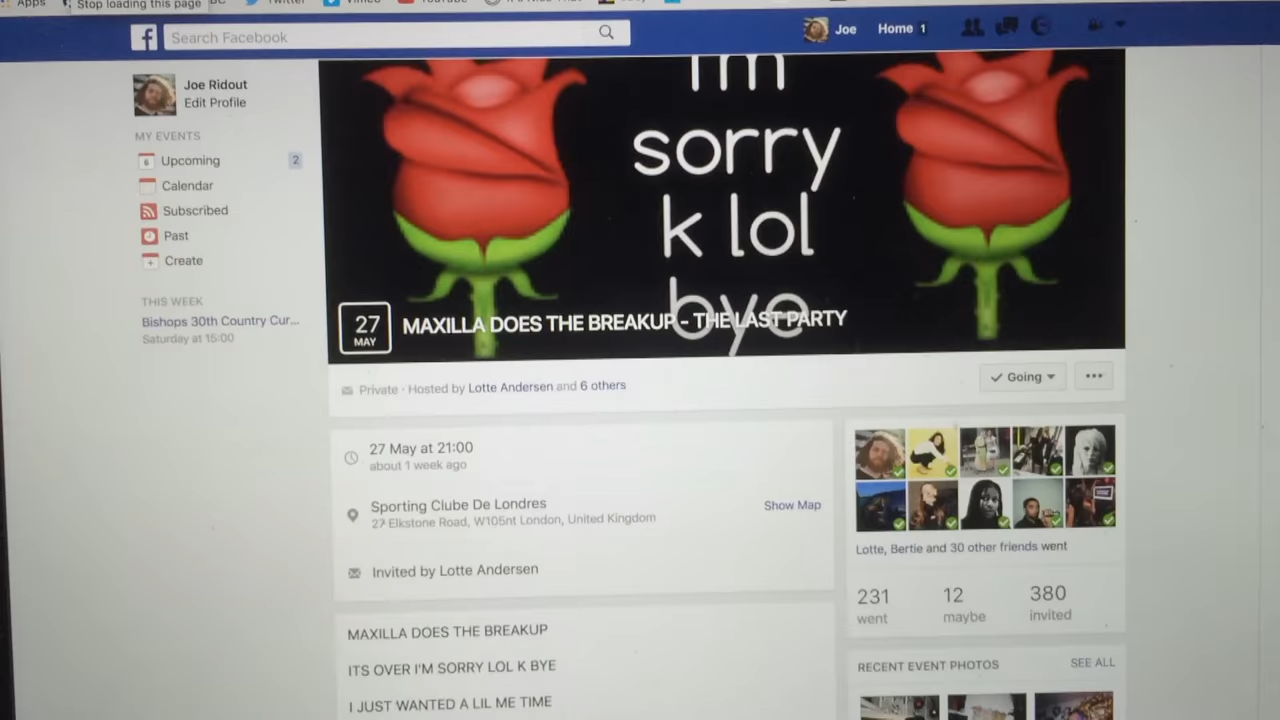 Apps
Stop loading this page
Twitter
YouTube
Search Facebook
Joe
Home 1
Joe Ridout
Edit Profile
MY EVENTS
6
Upcoming
2
Calendar
Subscribed
Past
Create
THIS WEEK
Bishops 30th Country Cur...
Saturday at 15:00
I'm
sorry
k lol
bye
27
MAY
MAXILLA DOES THE BREAKUP - THE LAST PARTY
Private · Hosted by Lotte Andersen and 6 others
Going
27 May at 21:00
about 1 week ago
Sporting Clube De Londres
Show Map
27 Elkstone Road, W105nt London, United Kingdom
Invited by Lotte Andersen
Lotte, Bertie and 30 other friends went
231
went
12
maybe
380
invited
MAXILLA DOES THE BREAKUP
ITS OVER I'M SORRY LOL K BYE
I JUST WANTED A LIL ME TIME
RECENT EVENT PHOTOS
SEE ALL